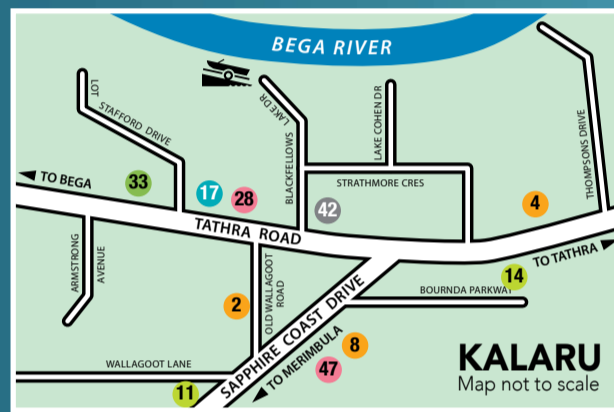 BEGA RIVER
LOT
STAFFORD DRIVE
LAKE DR
BLACKFELLOWS
LAKE COHEN DR
THOMPSONS DRIVE
TO BEGA
33
17
28
42
STRATHMORE CRES
4
TATHRA ROAD
TO TATHRA
14
ARMSTRONG
AVENUE
2
OLD WALLAGOOT
ROAD
BOURNDA PARKWAY
SAPPHIRE COAST DRIVE
8
TO MERIMBULA
47
WALLAGOOT LANE
11
KALARU
Map not to scale